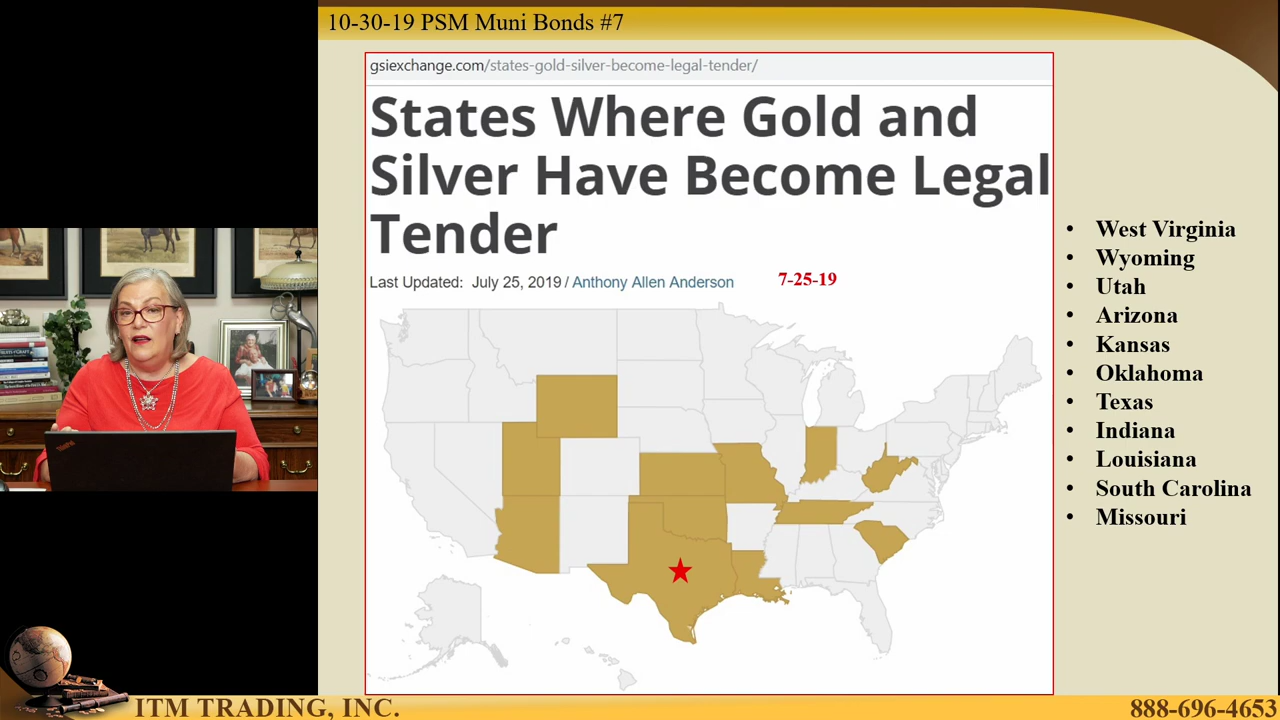 10-30-19 PSM Muni Bonds #7
gsiexchange.com/states-gold-silver-become-legal-tender/
States Where Gold and
Silver Have Become Legal
Tender
Last Updated: July 25, 2019 / Anthony Allen Anderson
7-25-19
• West Virginia
• Wyoming
• Utah
• Arizona
• Kansas
• Oklahoma
• Texas
• Indiana
• Louisiana
• South Carolina
• Missouri
ITM TRADING, INC.
888-696-4653